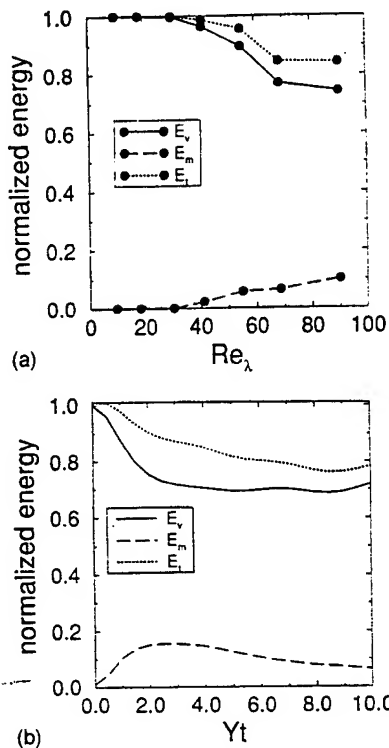 normalized energy
1.0
0.8
0.6
0.4
0.2
0.0
E_v
E_m
E_t
0 20 40 60 80 100
(a)
Re_λ
normalized energy
1.0
0.8
0.6
0.4
0.2
0.0
E_v
E_m
E_t
0.0 2.0 4.0 6.0 8.0 10.0
(b)
Yt